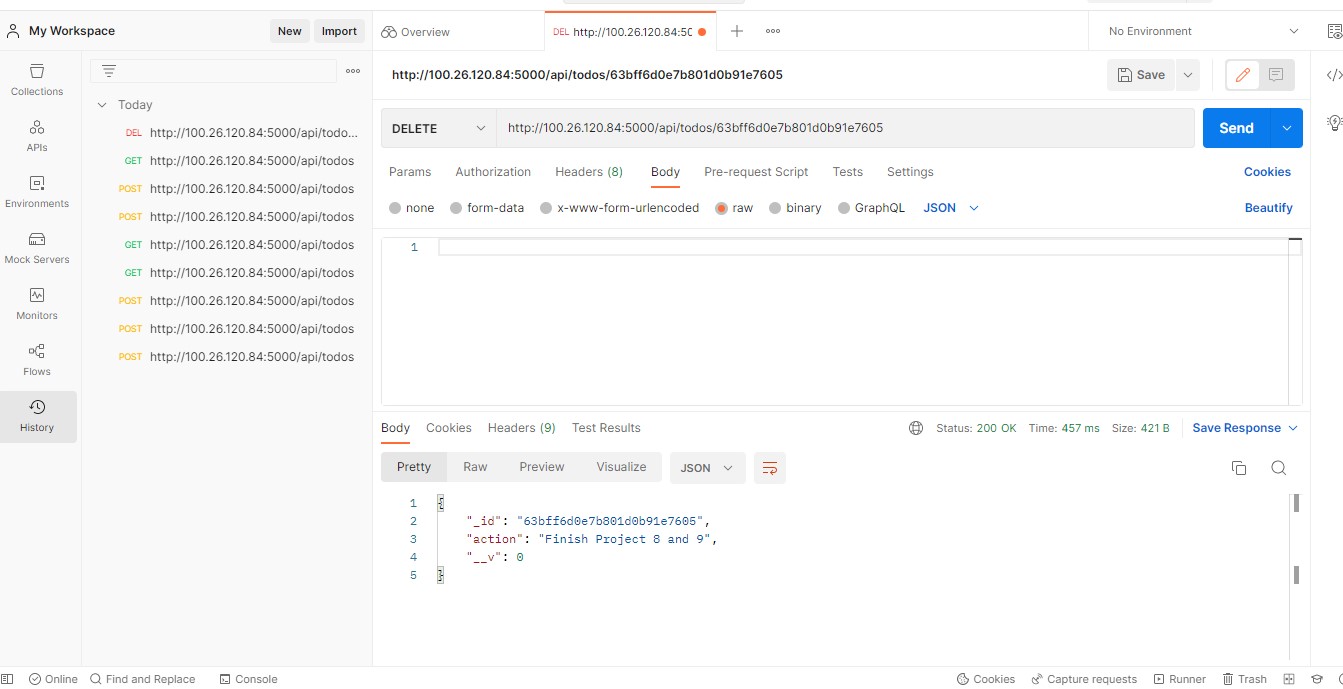 My Workspace New Import Overview DEL http://100.26.120.84:5C No Environment
Collections
APIs
Environments
Mock Servers
Monitors
Flows
History
Today
DEL http://100.26.120.84:5000/api/todo...
GET http://100.26.120.84:5000/api/todos
POST http://100.26.120.84:5000/api/todos
POST http://100.26.120.84:5000/api/todos
GET http://100.26.120.84:5000/api/todos
GET http://100.26.120.84:5000/api/todos
POST http://100.26.120.84:5000/api/todos
POST http://100.26.120.84:5000/api/todos
POST http://100.26.120.84:5000/api/todos
http://100.26.120.84:5000/api/todos/63bff6d0e7b801d0b91e7605 Save
DELETE http://100.26.120.84:5000/api/todos/63bff6d0e7b801d0b91e7605 Send
Params Authorization Headers (8) Body Pre-request Script Tests Settings Cookies
none form-data x-www-form-urlencoded raw binary GraphQL JSON Beautify
1
Body Cookies Headers (9) Test Results Status: 200 OK Time: 457 ms Size: 421 B Save Response
Pretty Raw Preview Visualize JSON
1 {
2 "_id": "63bff6d0e7b801d0b91e7605",
3 "action": "Finish Project 8 and 9",
4 "__v": 0
5 }
Online Find and Replace Console Cookies Capture requests Runner Trash